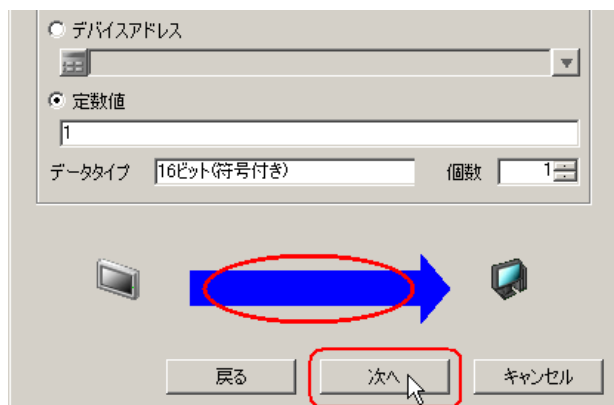 デバイスアドレス
定数値
1
データタイプ 16ビット(符号付き) 個数 1
戻る 次へ キャンセル